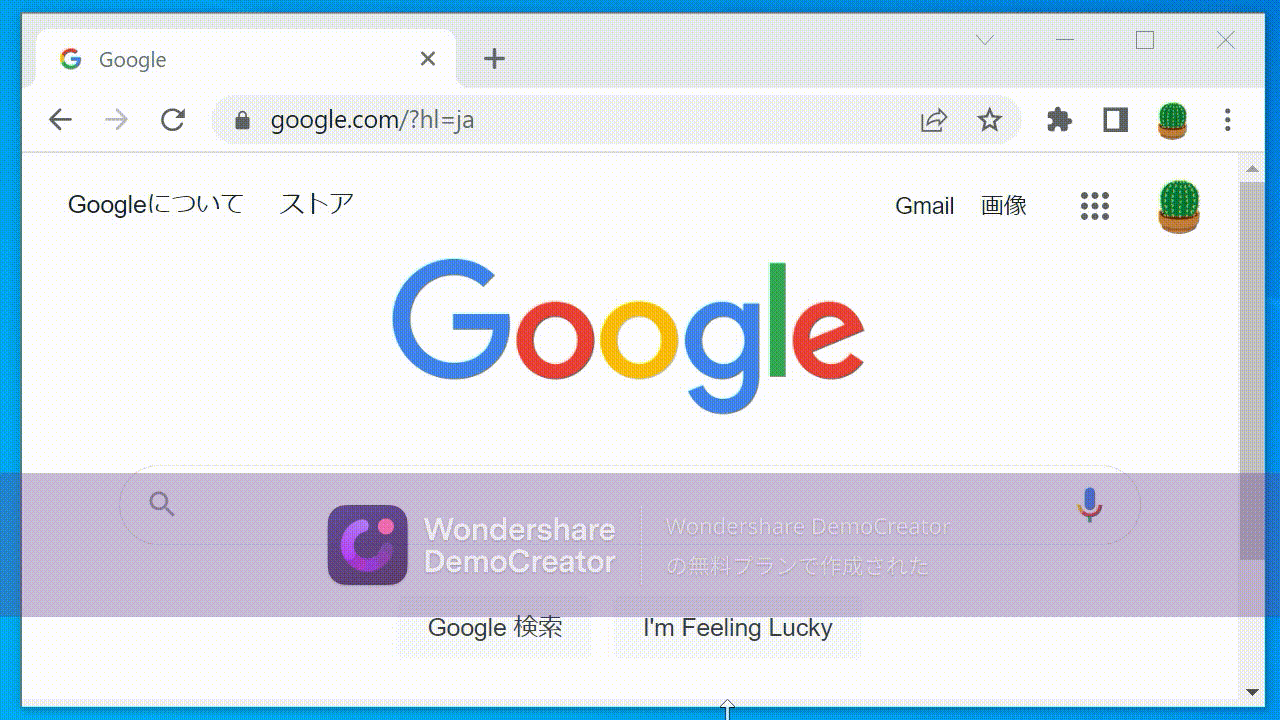 Google
google.com/?hl=ja
Googleについて ストア
Gmail 画像
Google
Wondershare
DemoCreator
Wondershare DemoCreator
の無料プランで作成された
Google 検索 I'm Feeling Lucky